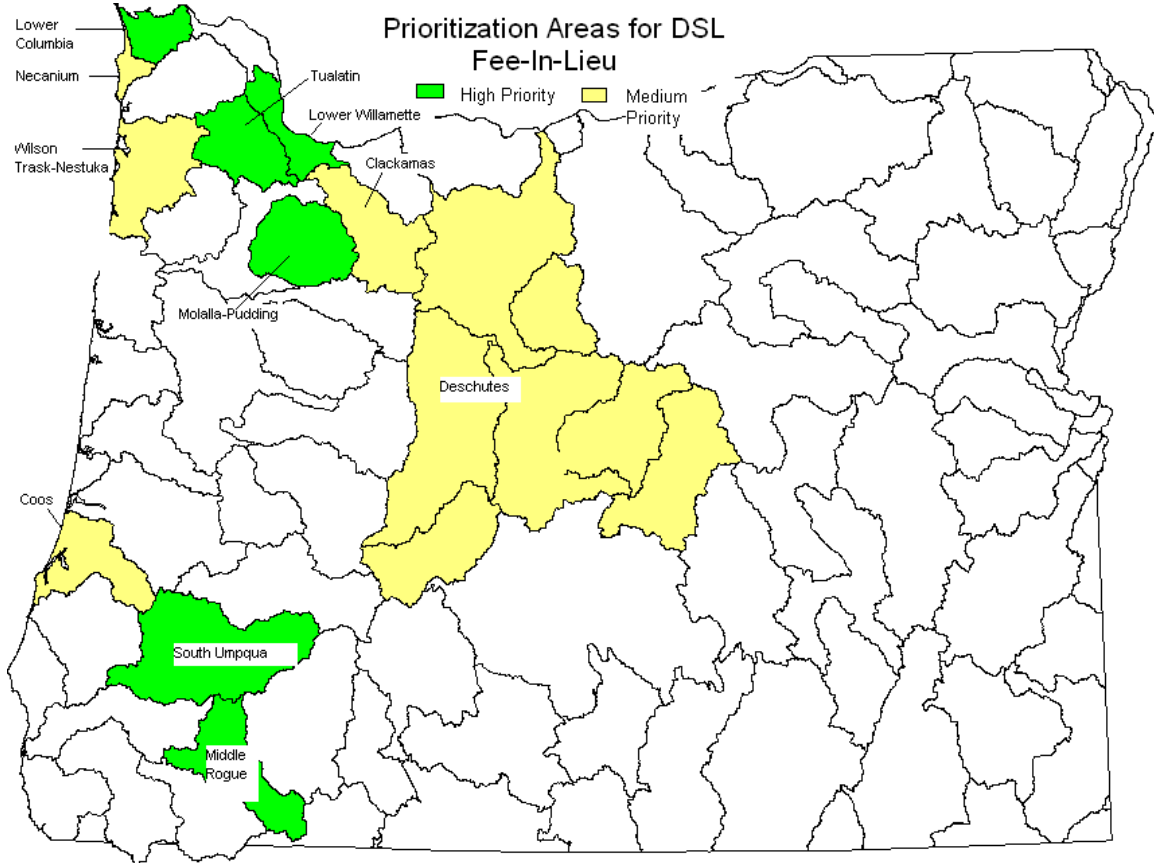 Prioritization Areas for DSL
Fee-In-Lieu
High Priority
Medium
Priority
Lower
Columbia
Necanium
Tualatin
Lower Willamette
Wilson
Trask-Nestuka
Clackamas
Molalla-Pudding
Deschutes
Coos
South Umpqua
Middle
Rogue